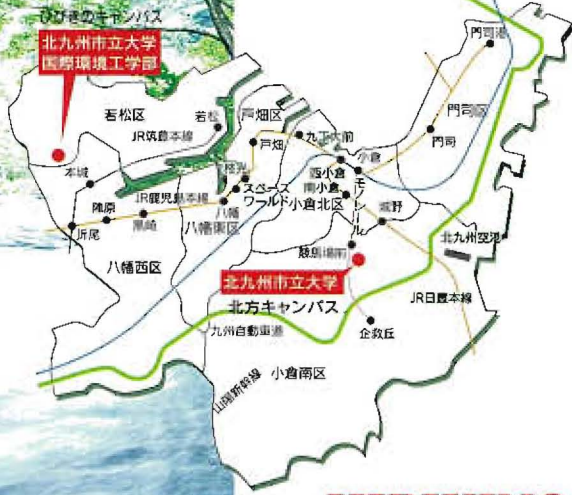 ひびきのキャンパス
北九州市立大学
国際環境工学部
門司港
若松区
若松
戸畑区
JR筑豊本線
戸畑
九工大前
門司区
門司
小倉
西小倉
南小倉
モノレール
本城
枝光
スペース
ワールド
小倉北区
JR鹿児島本線
陣原
黒崎
八幡
八幡東区
折尾
城野
北九州空港
競馬場前
八幡西区
北九州市立大学
北方キャンパス
JR日豊本線
九州自動車道
企救丘
山陽新幹線
小倉南区